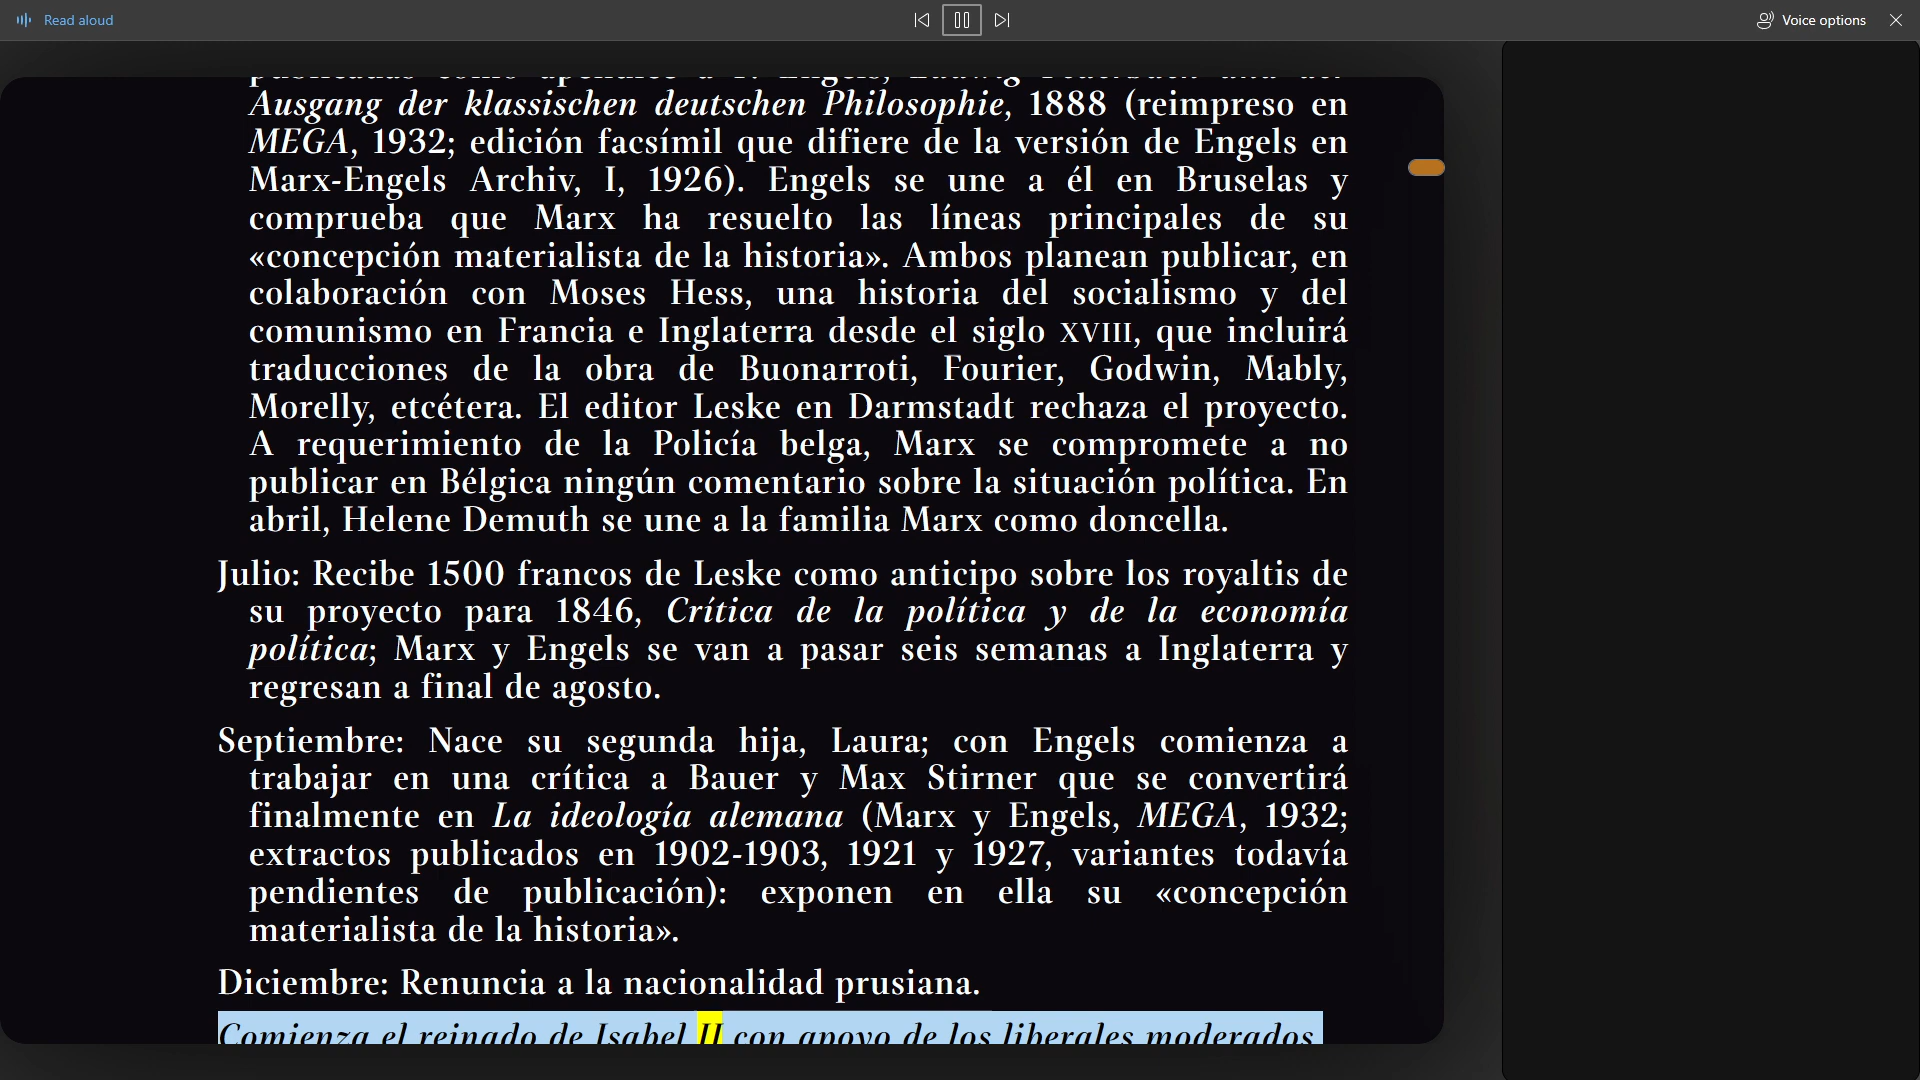 Read aloud
Voice options
Ausgang der klassischen deutschen Philosophie, 1888 (reimpreso en
MEGA, 1932; edición facsímil que difiere de la versión de Engels en
Marx-Engels Archiv, I, 1926). Engels se une a él en Bruselas y
comprueba que Marx ha resuelto las líneas principales de su
«concepción materialista de la historia». Ambos planean publicar, en
colaboración con Moses Hess, una historia del socialismo y del
comunismo en Francia e Inglaterra desde el siglo XVIII, que incluirá
traducciones de la obra de Buonarroti, Fourier, Godwin, Mably,
Morelly, etcétera. El editor Leske en Darmstadt rechaza el proyecto.
A requerimiento de la Policía belga, Marx se compromete a no
publicar en Bélgica ningún comentario sobre la situación política. En
abril, Helene Demuth se une a la familia Marx como doncella.
Julio: Recibe 1500 francos de Leske como anticipo sobre los royaltis de
su proyecto para 1846, Crítica de la política y de la economía
política; Marx y Engels se van a pasar seis semanas a Inglaterra y
regresan a final de agosto.
Septiembre: Nace su segunda hija, Laura; con Engels comienza a
trabajar en una crítica a Bauer y Max Stirner que se convertirá
finalmente en La ideología alemana (Marx y Engels, MEGA, 1932;
extractos publicados en 1902-1903, 1921 y 1927, variantes todavía
pendientes de publicación): exponen en ella su «concepción
materialista de la historia».
Diciembre: Renuncia a la nacionalidad prusiana.
Comienza el reinado de Isabel II con apoyo de los liberales moderados.